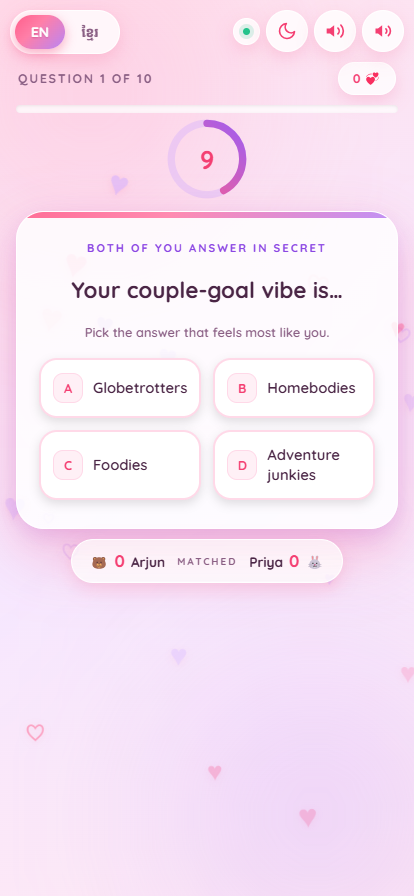 EN ខ្មែរ
QUESTION 1 OF 10
0
9
BOTH OF YOU ANSWER IN SECRET
Your couple-goal vibe is...
Pick the answer that feels most like you.
A Globetrotters
B Homebodies
C Foodies
D Adventure
junkies
0 Arjun MATCHED Priya 0